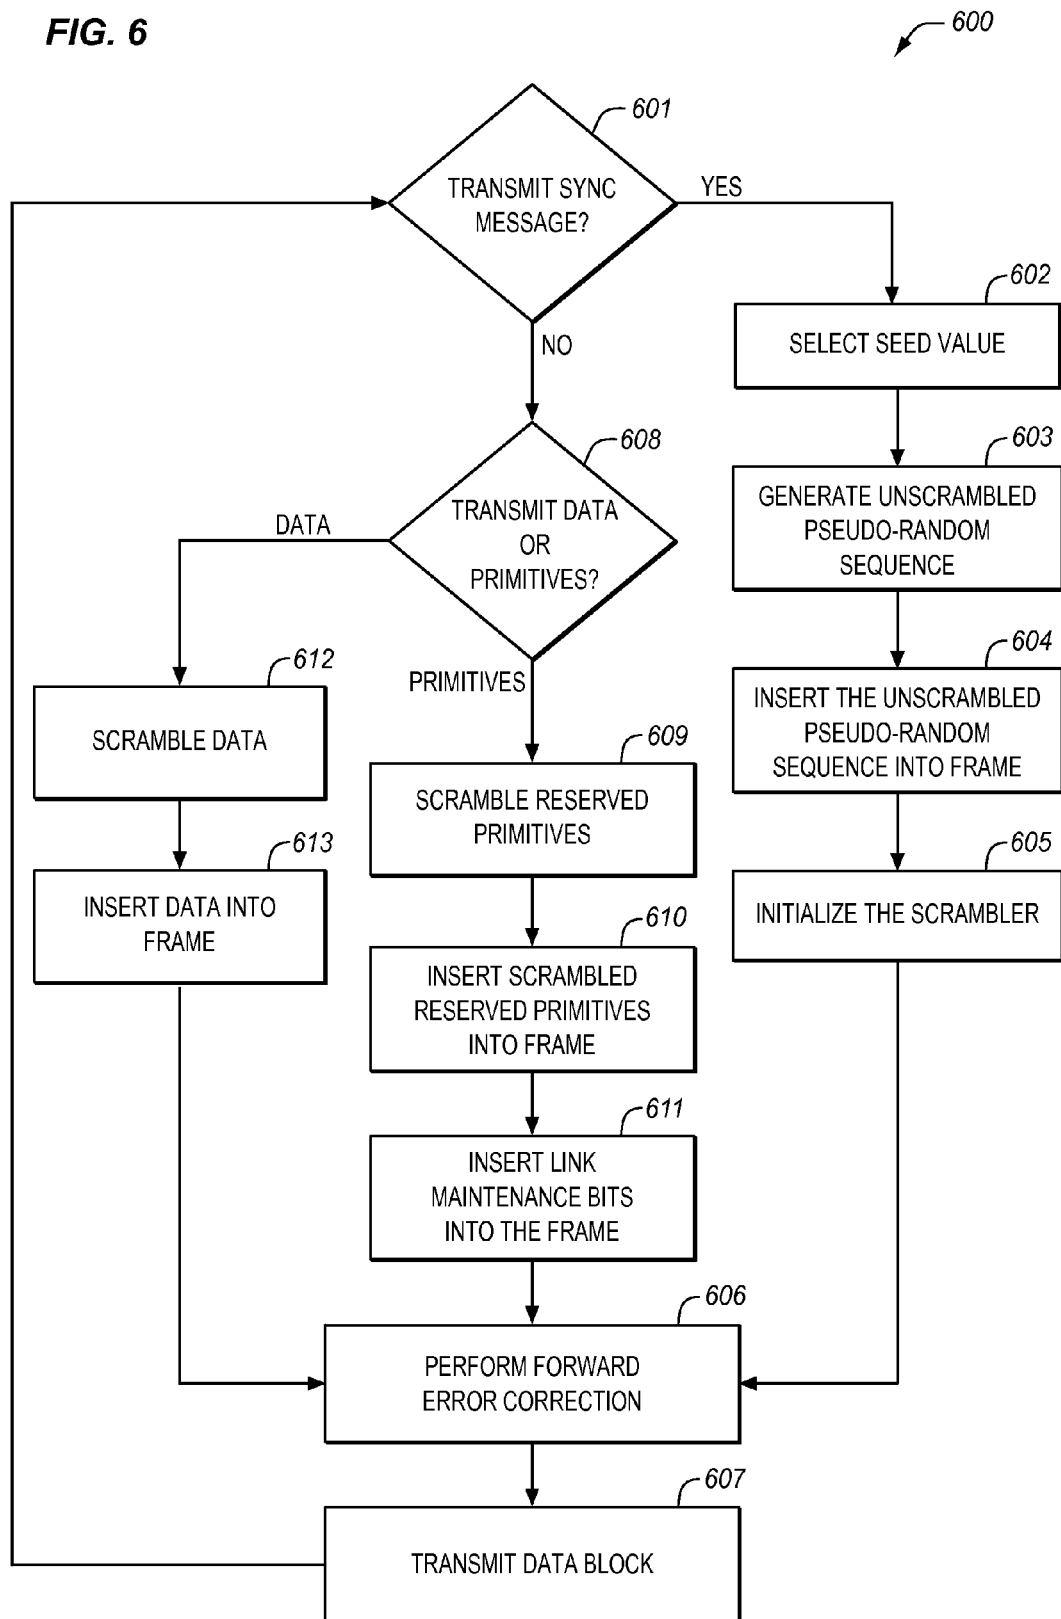 FIG. 6
600
601
TRANSMIT SYNC
MESSAGE?
YES
NO
602
SELECT SEED VALUE
603
GENERATE UNSCRAMBLED
PSEUDO-RANDOM
SEQUENCE
604
INSERT THE UNSCRAMBLED
PSEUDO-RANDOM
SEQUENCE INTO FRAME
605
INITIALIZE THE SCRAMBLER
608
TRANSMIT DATA
OR
PRIMITIVES?
DATA
PRIMITIVES
612
SCRAMBLE DATA
613
INSERT DATA INTO
FRAME
609
SCRAMBLE RESERVED
PRIMITIVES
610
INSERT SCRAMBLED
RESERVED PRIMITIVES
INTO FRAME
611
INSERT LINK
MAINTENANCE BITS
INTO THE FRAME
606
PERFORM FORWARD
ERROR CORRECTION
607
TRANSMIT DATA BLOCK